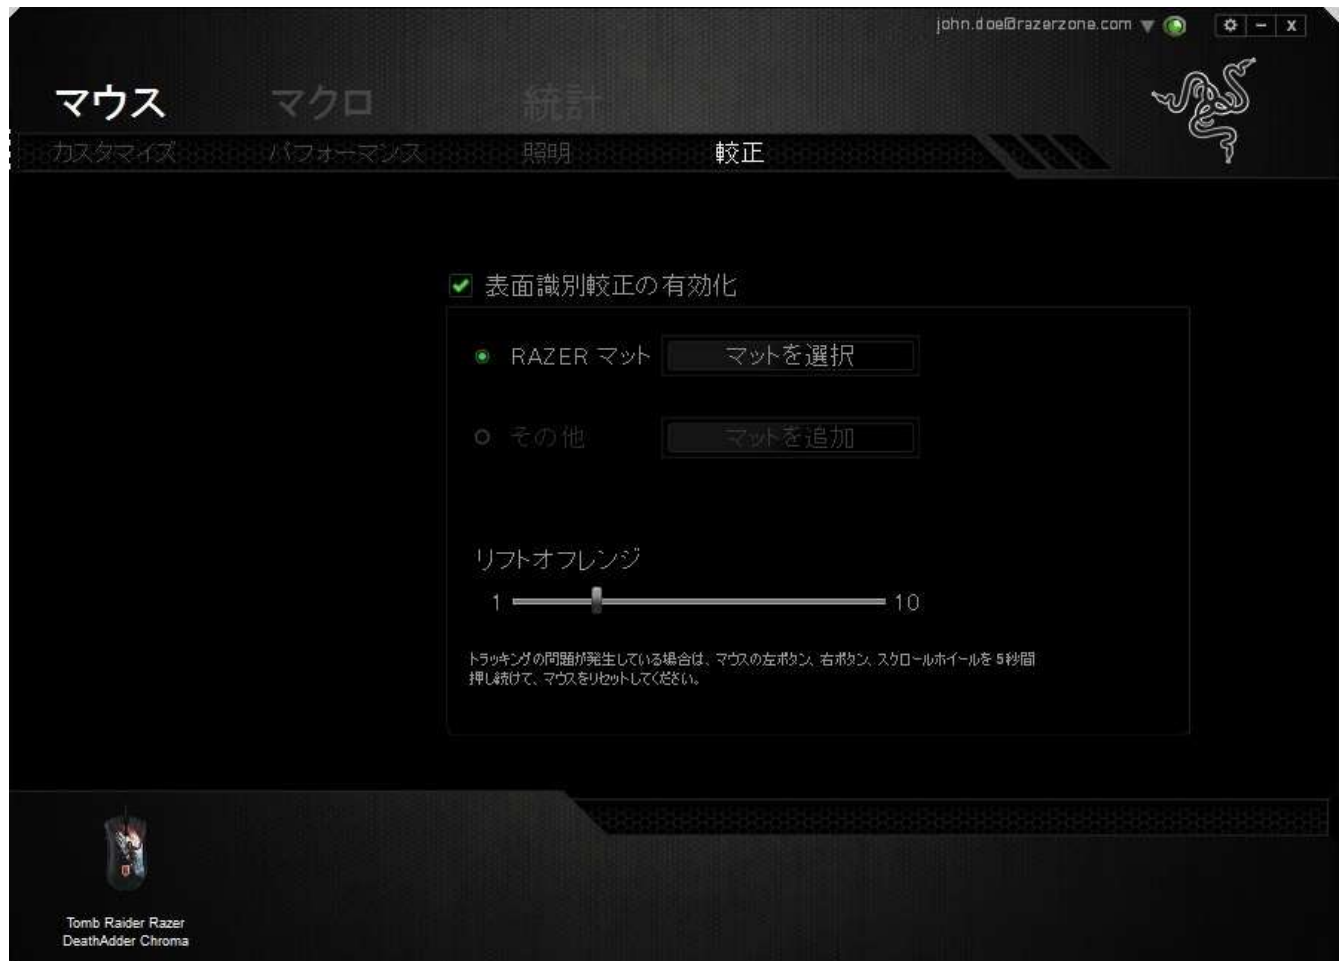 john.doe@razerzone.com
マウス マクロ 統計
カスタマイズ パフォーマンス 照明 較正
表面識別較正の有効化
RAZER マット マットを選択
その他 マットを追加
リフトオフレンジ
1 10
トラッキングの問題が発生している場合は、マウスの左ボタン、右ボタン、スクロールホイールを 5 秒間
押し続けて、マウスをリセットしてください。
Tomb Raider Razer
DeathAdder Chroma